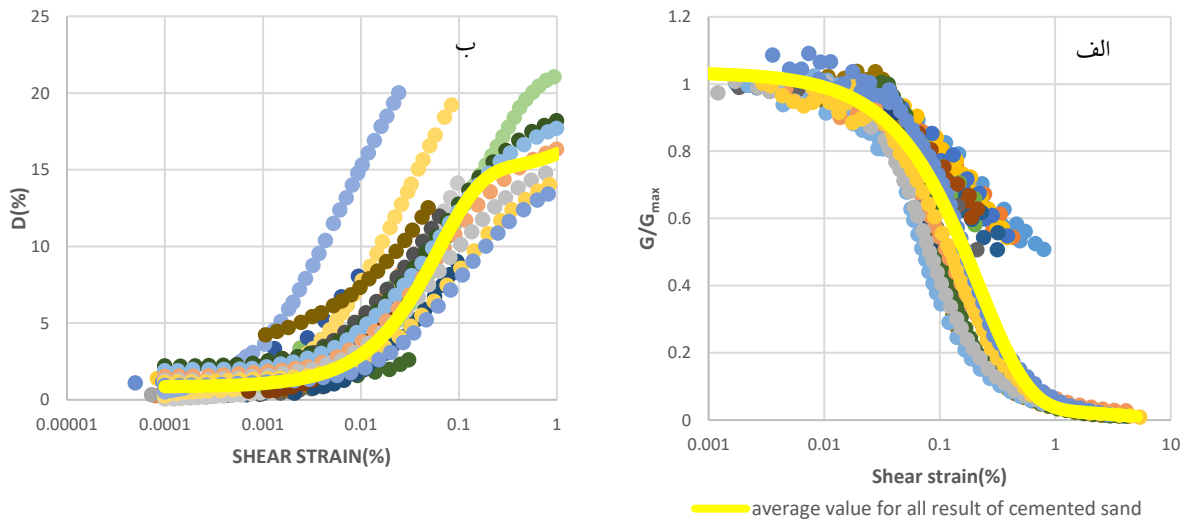 ب
25
20
15
10
5
0
D(%)
0.00001 0.0001 0.001 0.01 0.1 1
SHEAR STRAIN(%)
الف
1.2
1
0.8
0.6
0.4
0.2
0
G/Gmax
0.001 0.01 0.1 1 10
Shear strain(%)
average value for all result of cemented sand